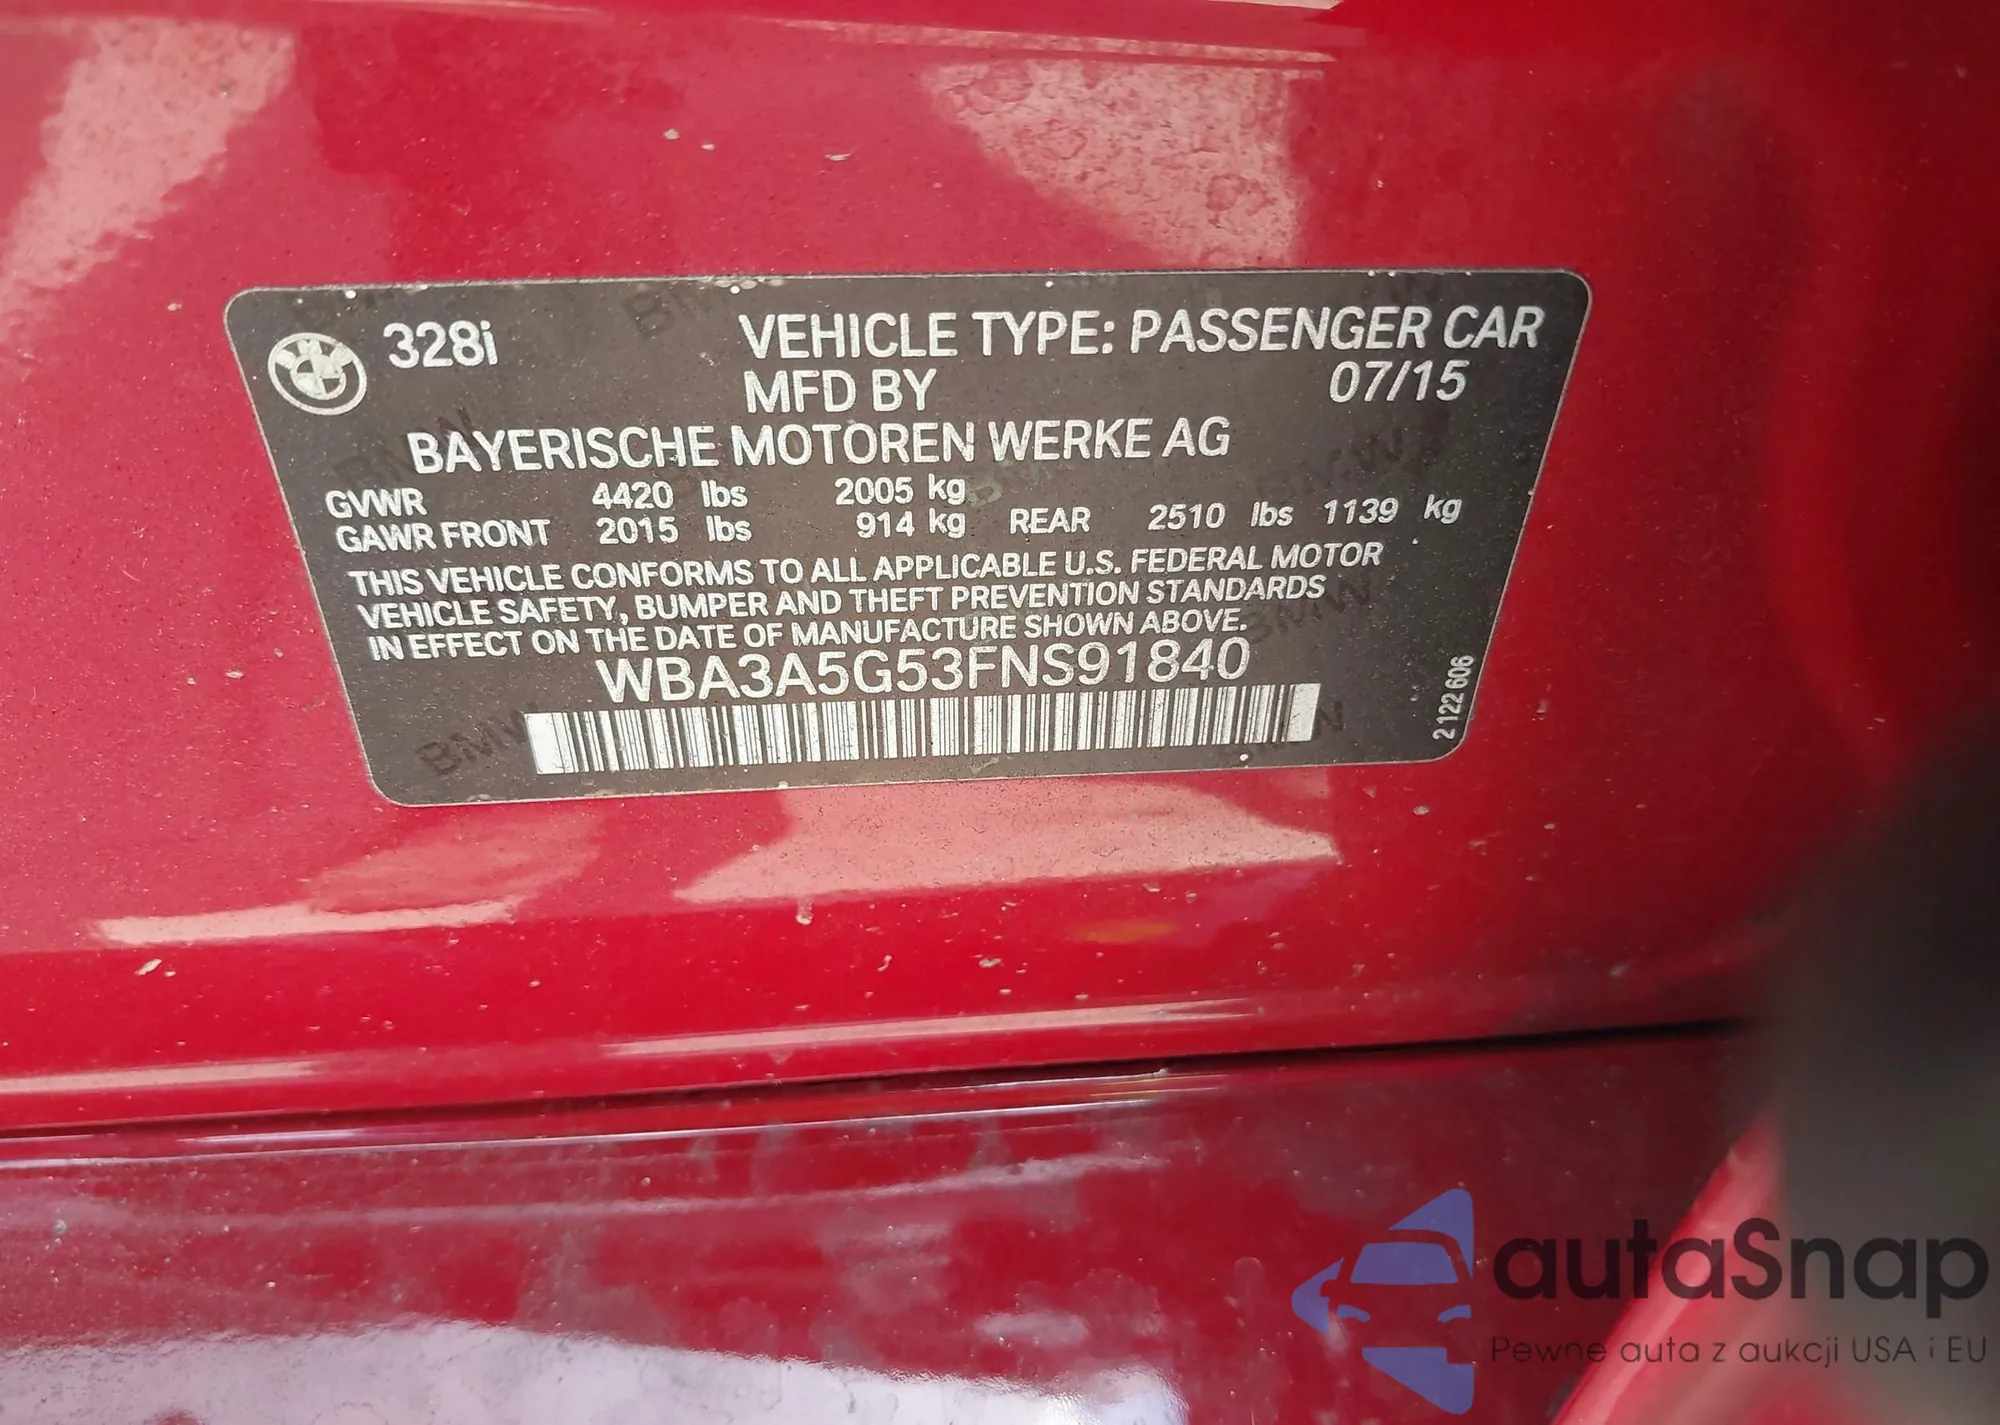 328i VEHICLE TYPE: PASSENGER CAR
MFD BY 07/15
BAYERISCHE MOTOREN WERKE AG
GVWR 4420 lbs 2005 kg
GAWR FRONT 2015 lbs 914 kg REAR 2510 lbs 1139 kg
THIS VEHICLE CONFORMS TO ALL APPLICABLE U.S. FEDERAL MOTOR
VEHICLE SAFETY, BUMPER AND THEFT PREVENTION STANDARDS
IN EFFECT ON THE DATE OF MANUFACTURE SHOWN ABOVE.
WBA3A5G53FNS91840
2 122 606
autaSnap
Pewne auta z aukcji USA i EU